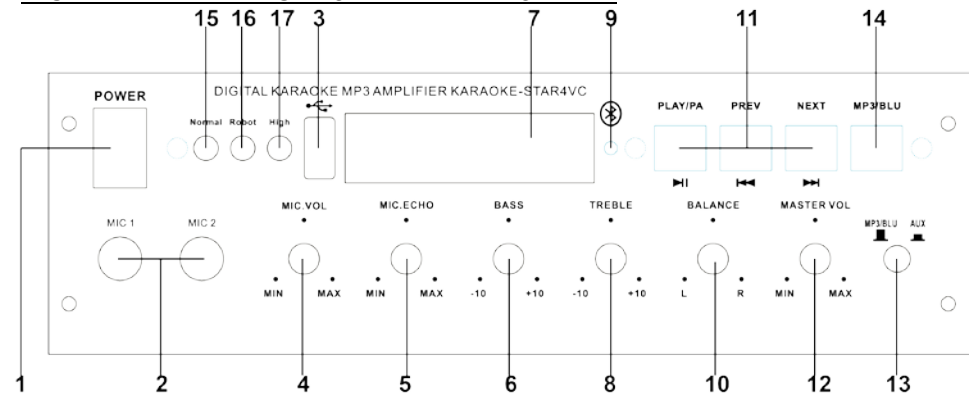 15 16 17 3 7 9 11 14
POWER
DIGITAL KARAOKE MP3 AMPLIFIER KARAOKE-STAR4VC
Normal Robot High
PLAY/PA PREV NEXT MP3/BLU
MIC 1 MIC 2
MIC.VOL MIC.ECHO BASS TREBLE BALANCE MASTER VOL
MP3/BLU AUX
MIN MAX MIN MAX -10 +10 -10 +10 L R MIN MAX
1 2 4 5 6 8 10 12 13